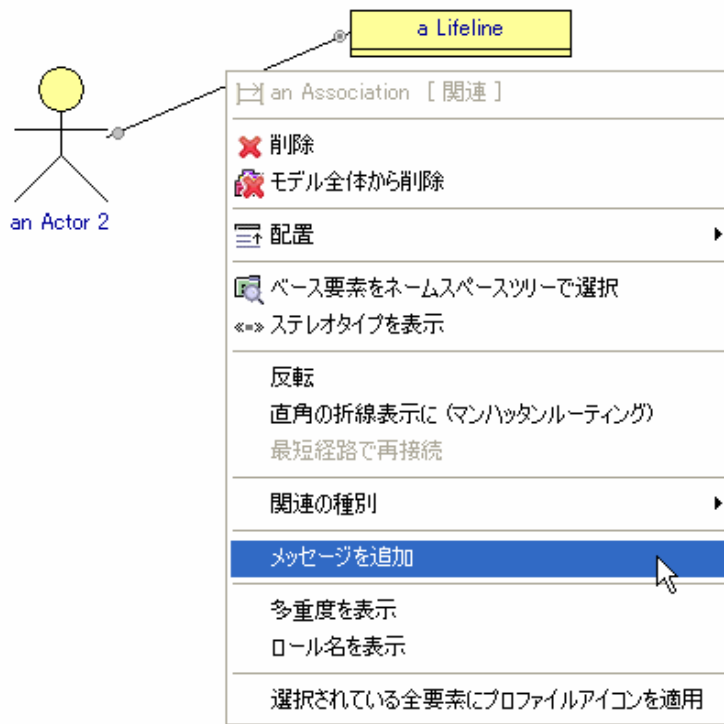 a Lifeline
an Actor 2
an Association [ 関連 ]
削除
モデル全体から削除
配置
ベース要素をネームスペースツリーで選択
«=» ステレオタイプを表示
反転
直角の折線表示に (マンハッタンルーティング)
最短経路で再接続
関連の種別
メッセージを追加
多重度を表示
ロール名を表示
選択されている全要素にプロファイルアイコンを適用